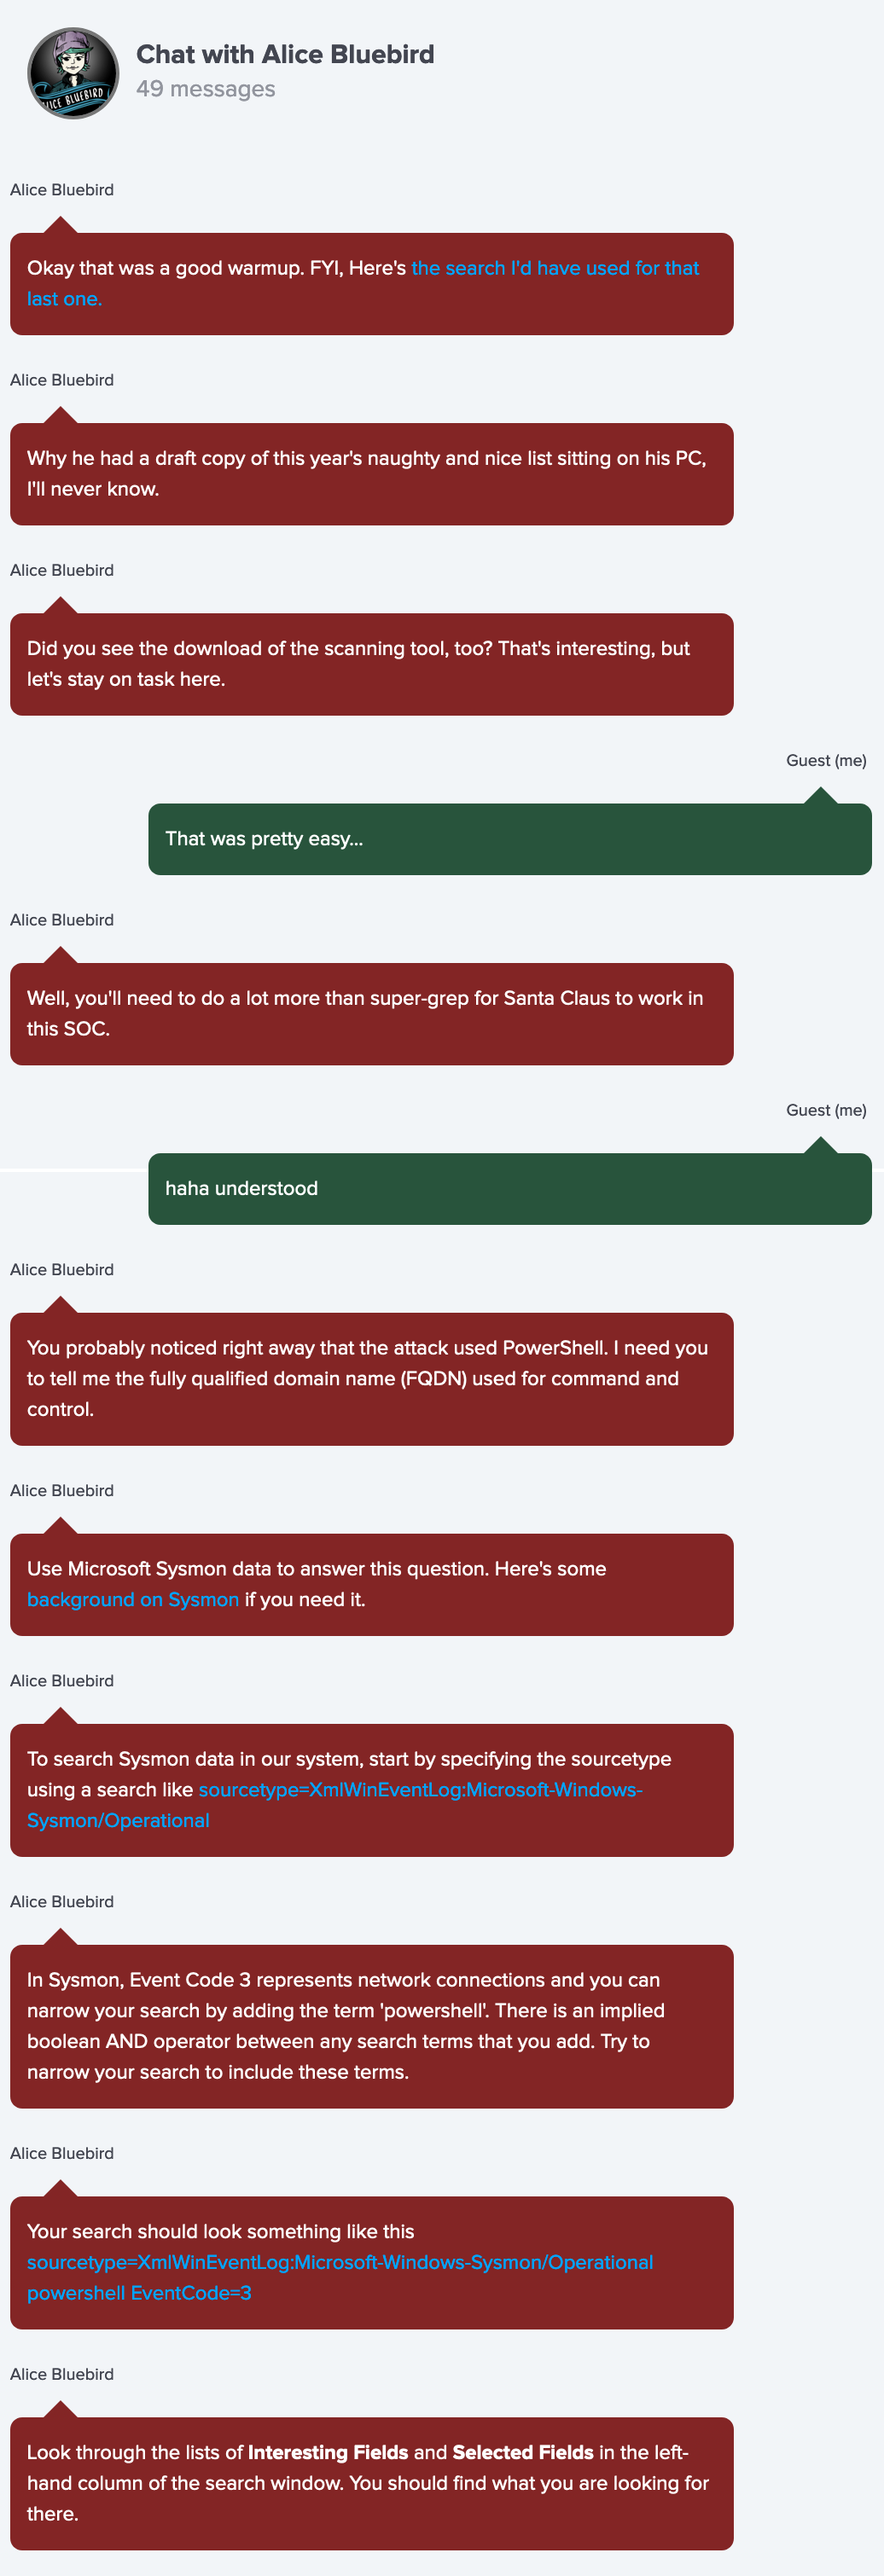 Chat with Alice Bluebird
49 messages
ALICE BLUEBIRD
Alice Bluebird
Okay that was a good warmup. FYI, Here's the search I'd have used for that
last one.
Alice Bluebird
Why he had a draft copy of this year's naughty and nice list sitting on his PC,
I'll never know.
Alice Bluebird
Did you see the download of the scanning tool, too? That's interesting, but
let's stay on task here.
Guest (me)
That was pretty easy...
Alice Bluebird
Well, you'll need to do a lot more than super-grep for Santa Claus to work in
this SOC.
Guest (me)
haha understood
Alice Bluebird
You probably noticed right away that the attack used PowerShell. I need you
to tell me the fully qualified domain name (FQDN) used for command and
control.
Alice Bluebird
Use Microsoft Sysmon data to answer this question. Here's some
background on Sysmon if you need it.
Alice Bluebird
To search Sysmon data in our system, start by specifying the sourcetype
using a search like sourcetype=XmlWinEventLog:Microsoft-Windows-
Sysmon/Operational
Alice Bluebird
In Sysmon, Event Code 3 represents network connections and you can
narrow your search by adding the term 'powershell'. There is an implied
boolean AND operator between any search terms that you add. Try to
narrow your search to include these terms.
Alice Bluebird
Your search should look something like this
sourcetype=XmlWinEventLog:Microsoft-Windows-Sysmon/Operational
powershell EventCode=3
Alice Bluebird
Look through the lists of Interesting Fields and Selected Fields in the left-
hand column of the search window. You should find what you are looking for
there.